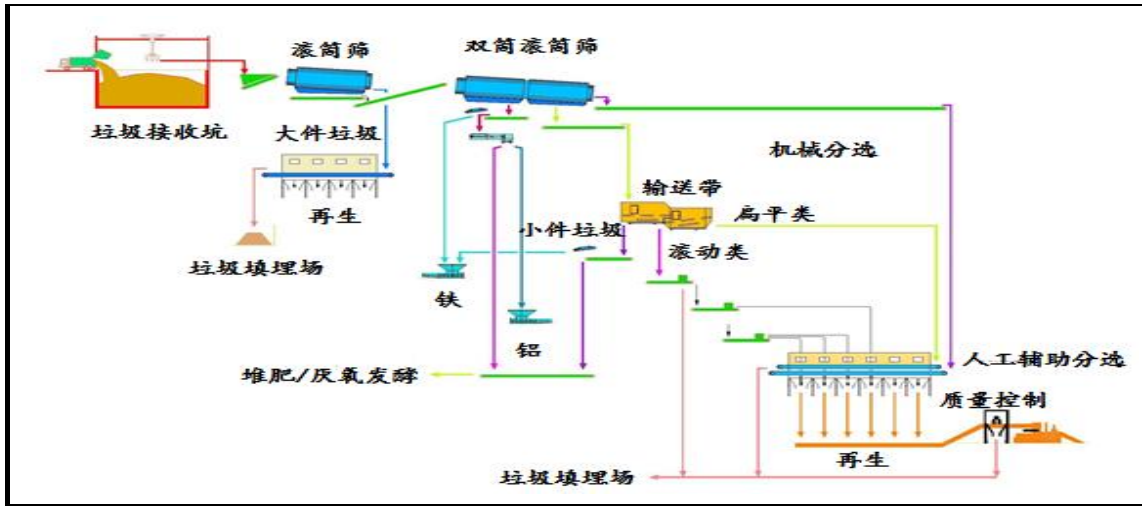 滚筒筛
双筒滚筒筛
垃圾接收坑
大件垃圾
机械分选
输送带
扁平类
再生
小件垃圾
滚动类
垃圾填埋场
铁
铝
堆肥/厌氧发酵
人工辅助分选
质量控制
再生
垃圾填埋场